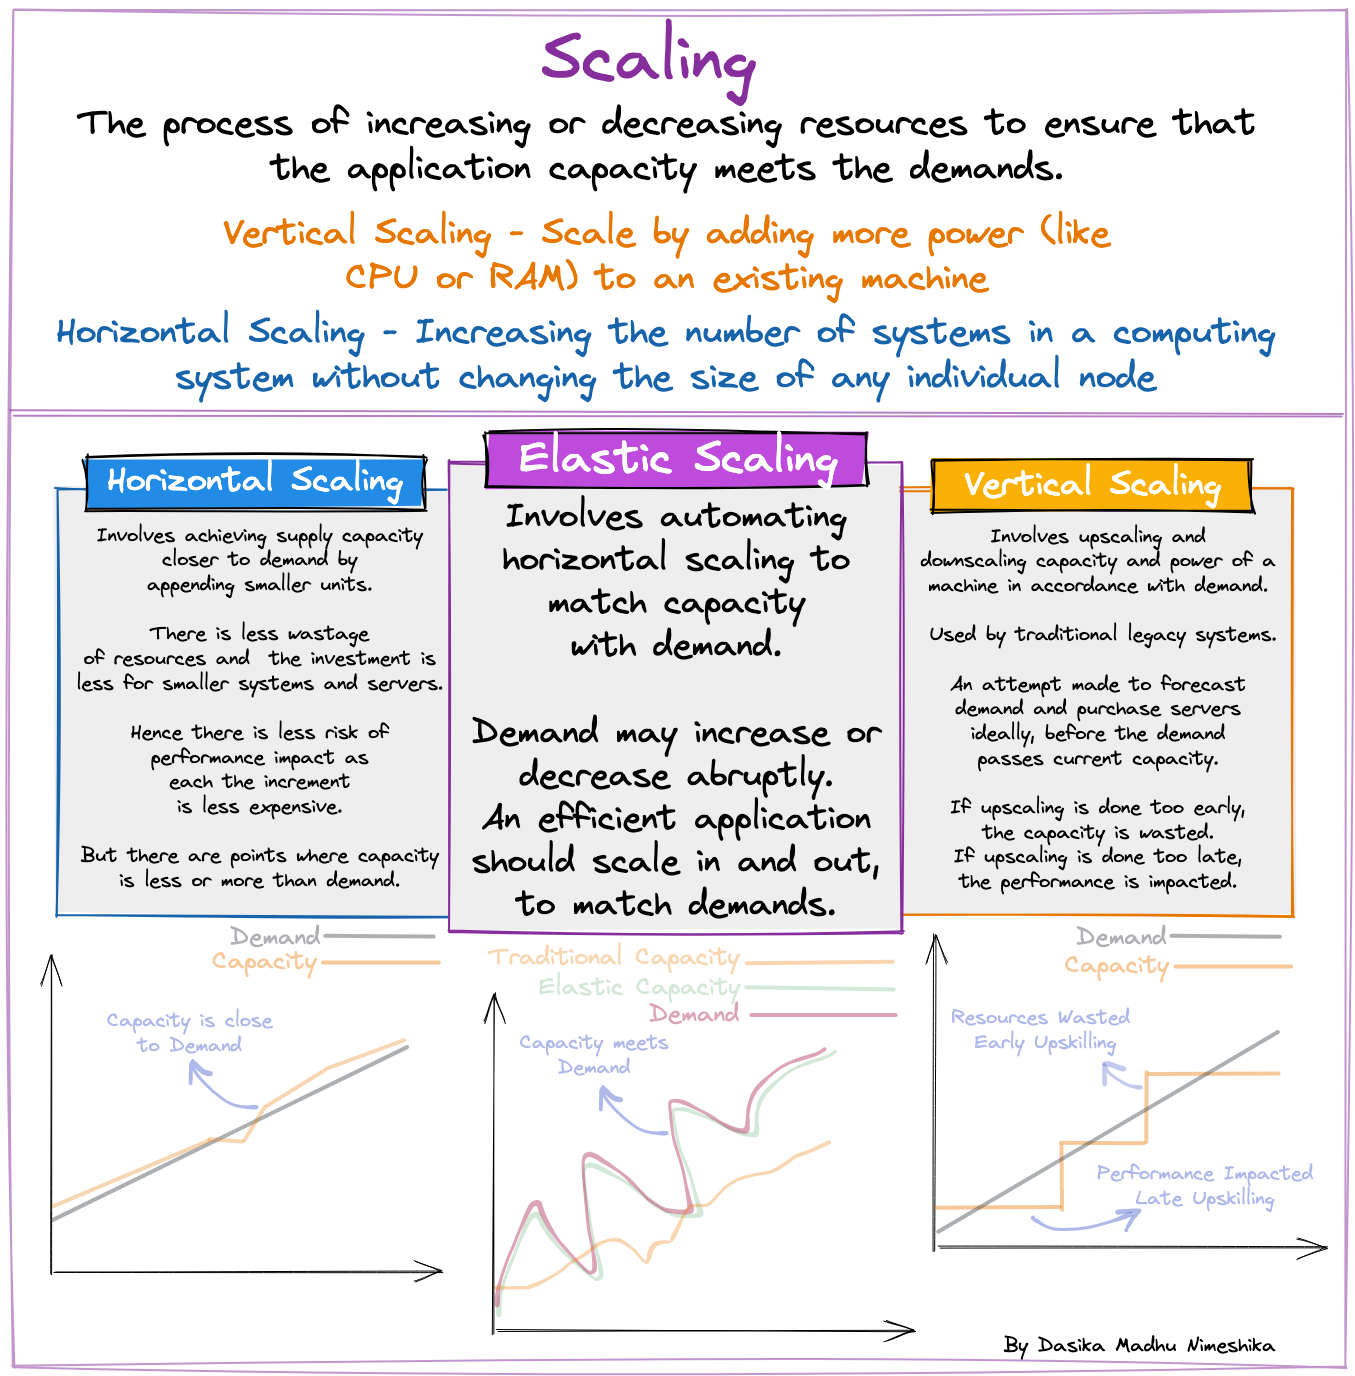 Scaling
The process of increasing or decreasing resources to ensure that
the application capacity meets the demands.
Vertical Scaling - Scale by adding more power (like
CPU or RAM) to an existing machine
Horizontal Scaling - Increasing the number of systems in a computing
system without changing the size of any individual node
Horizontal Scaling
Involves achieving supply capacity
closer to demand by
appending smaller units.
There is less wastage
of resources and the investment is
less for smaller systems and servers.
Hence there is less risk of
performance impact as
each the increment
is less expensive.
But there are points where capacity
is less or more than demand.
Elastic Scaling
Involves automating
horizontal scaling to
match capacity
with demand.
Demand may increase or
decrease abruptly.
An efficient application
should scale in and out,
to match demands.
Vertical Scaling
Involves upscaling and
downscaling capacity and power of a
machine in accordance with demand.
Used by traditional legacy systems.
An attempt made to forecast
demand and purchase servers
ideally, before the demand
passes current capacity.
If upscaling is done too early,
the capacity is wasted.
If upscaling is done too late,
the performance is impacted.
Demand
Capacity
Capacity is close
to Demand
Traditional Capacity
Elastic Capacity
Demand
Capacity meets
Demand
Demand
Capacity
Resources Wasted
Early Upskilling
Performance Impacted
Late Upskilling
By Dasika Madhu Nimeshika